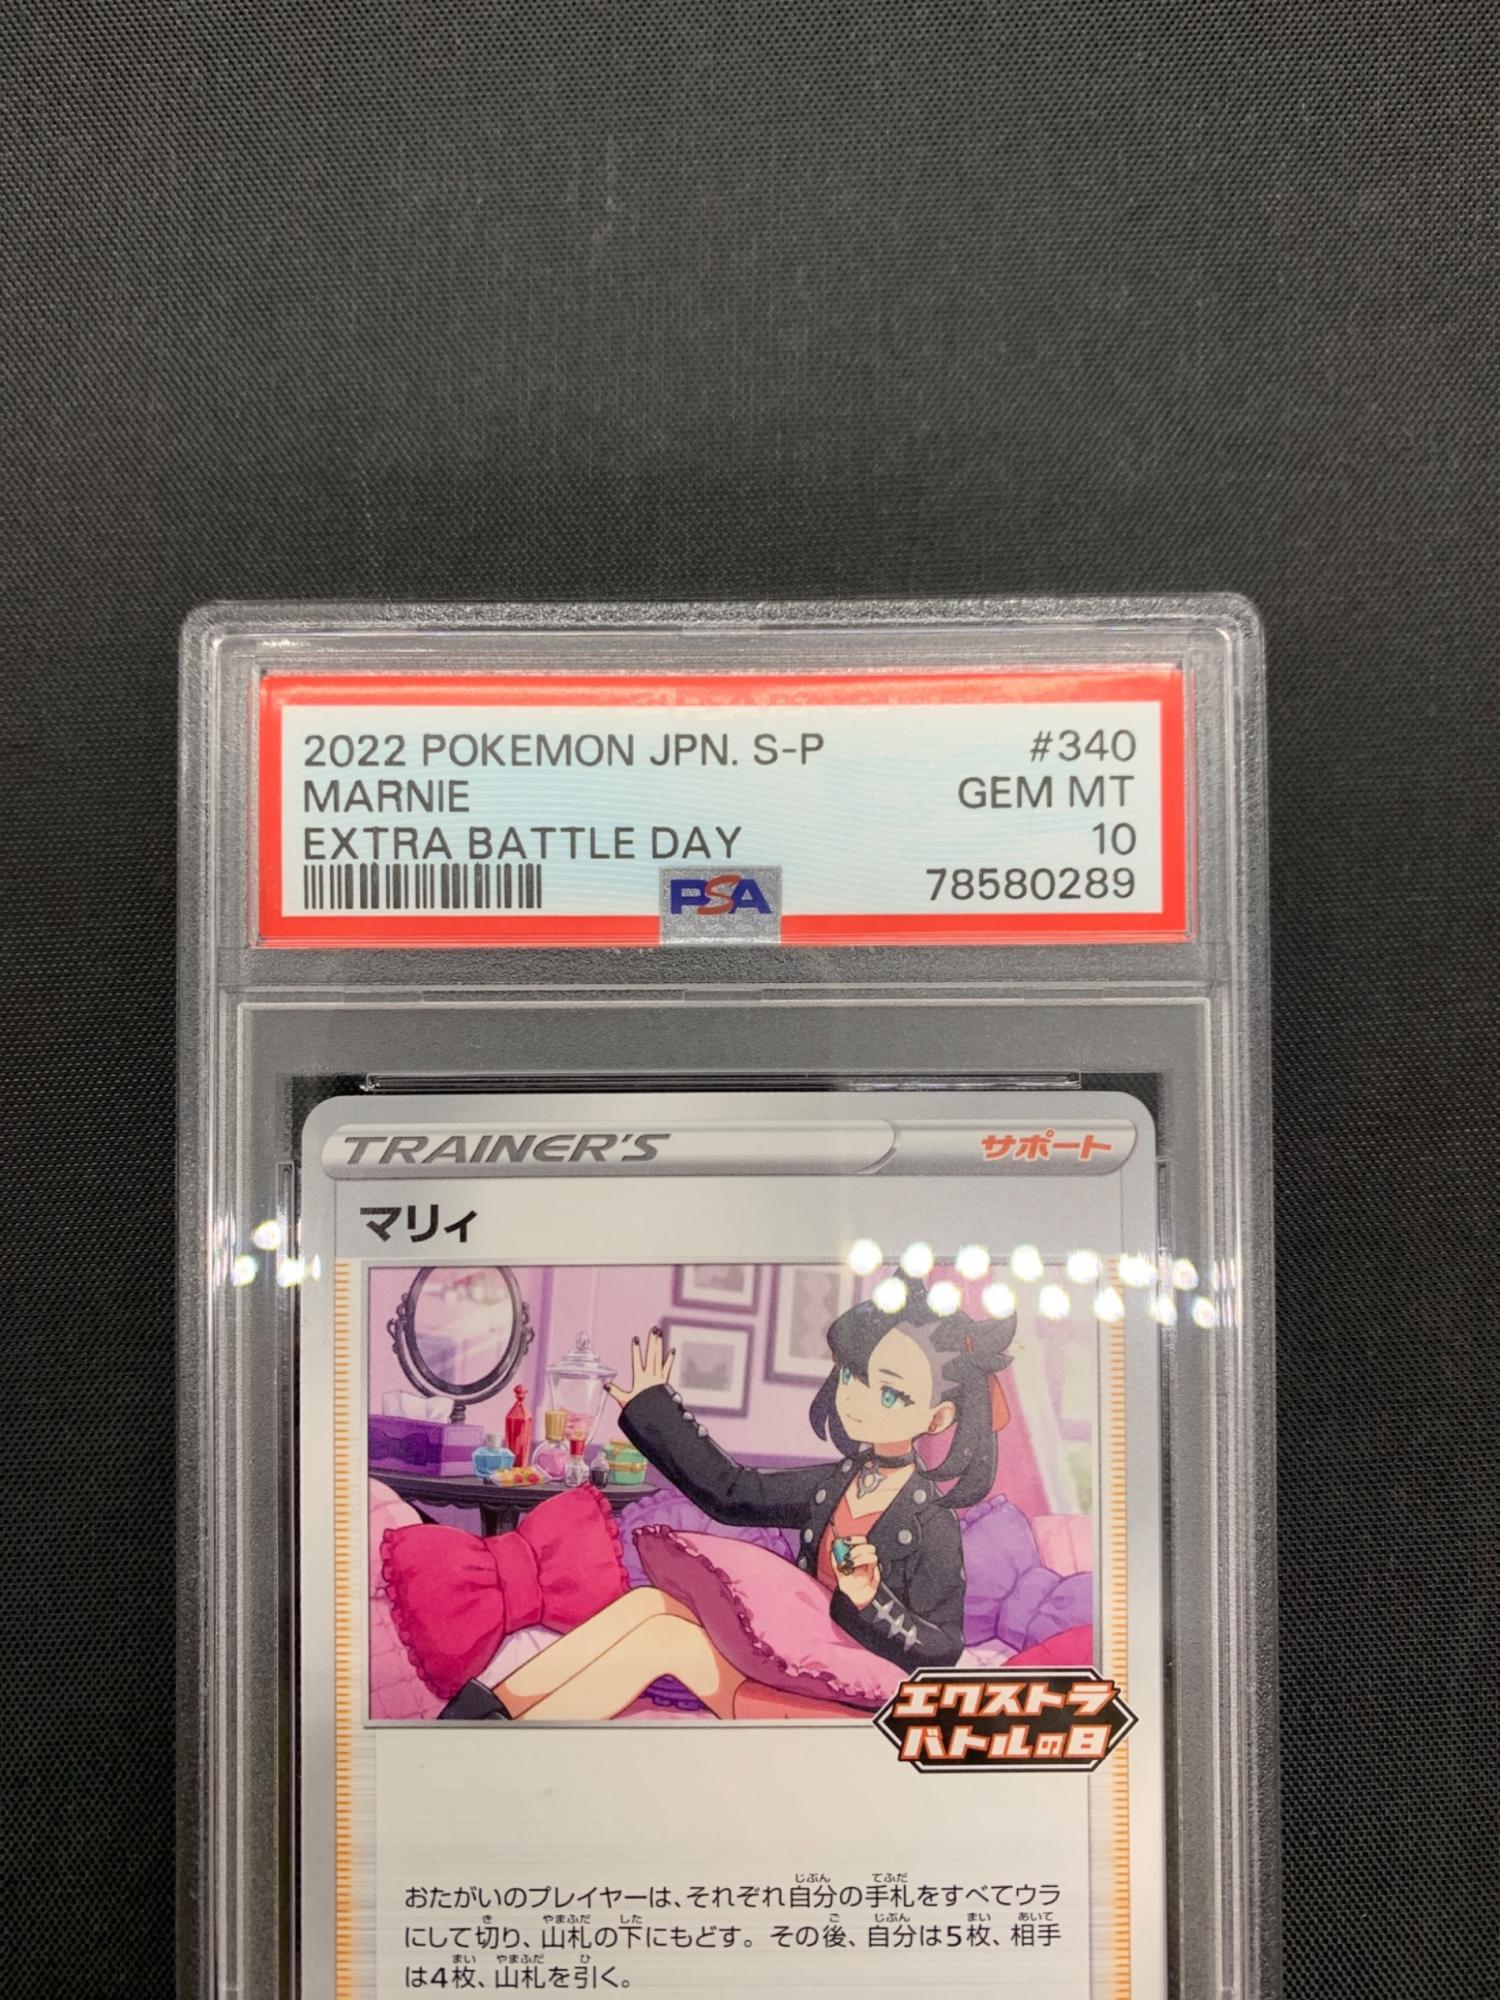 2022 POKEMON JPN. S-P #340
MARNIE GEM MT
EXTRA BATTLE DAY 10
PSA 78580289
TRAINER'S サポート
マリィ
エクストラ
バトルの日
おたがいのプレイヤーは、それぞれ自分の手札をすべてウラ
にして切り、山札の下にもどす。その後、自分は5枚、相手
は4枚、山札を引く。